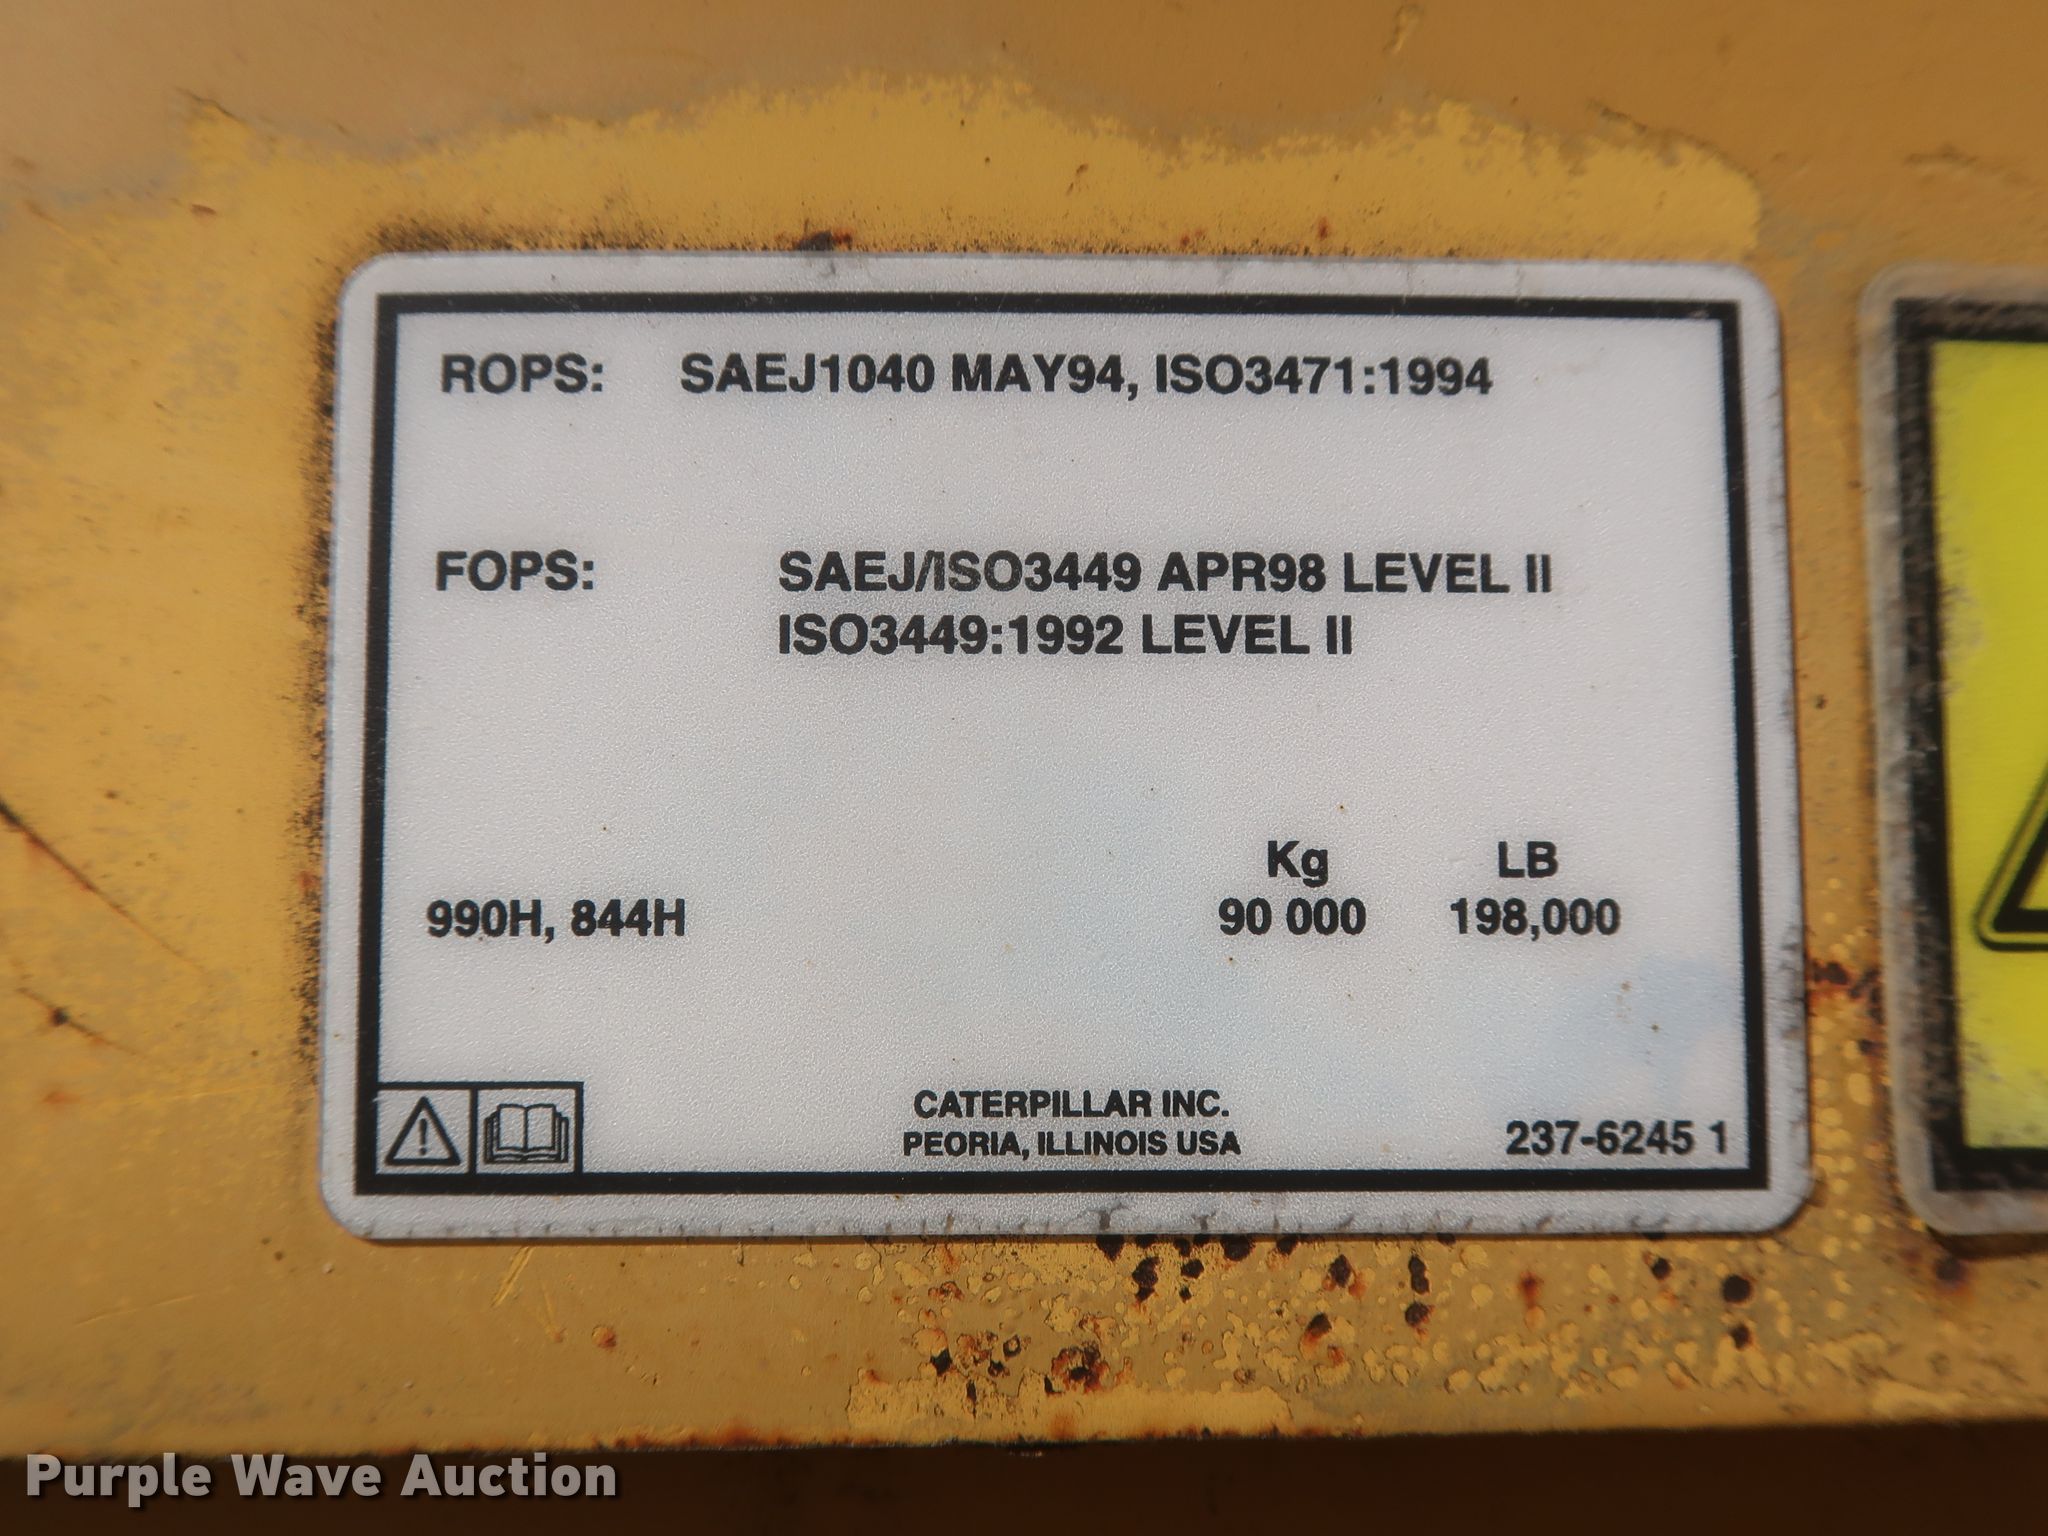 ROPS: SAEJ1040 MAY94, ISO3471:1994
FOPS: SAEJ/ISO3449 APR98 LEVEL II
ISO3449:1992 LEVEL II
Kg LB
990H, 844H 90 000 198,000
CATERPILLAR INC.
PEORIA, ILLINOIS USA
237-6245 1
Purple Wave Auction